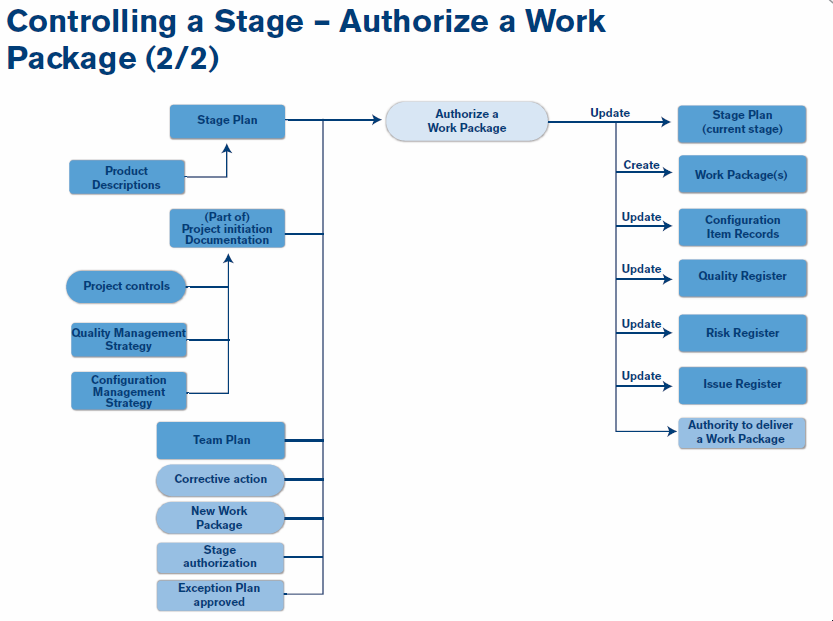 Controlling a Stage – Authorize a Work
Package (2/2)
Stage Plan
Product
Descriptions
(Part of)
Project initiation
Documentation
Project controls
Quality Management
Strategy
Configuration
Management
Strategy
Team Plan
Corrective action
New Work
Package
Stage
authorization
Exception Plan
approved
Authorize a
Work Package
Update
Stage Plan
(current stage)
Create
Work Package(s)
Update
Configuration
Item Records
Update
Quality Register
Update
Risk Register
Update
Issue Register
Authority to deliver
a Work Package